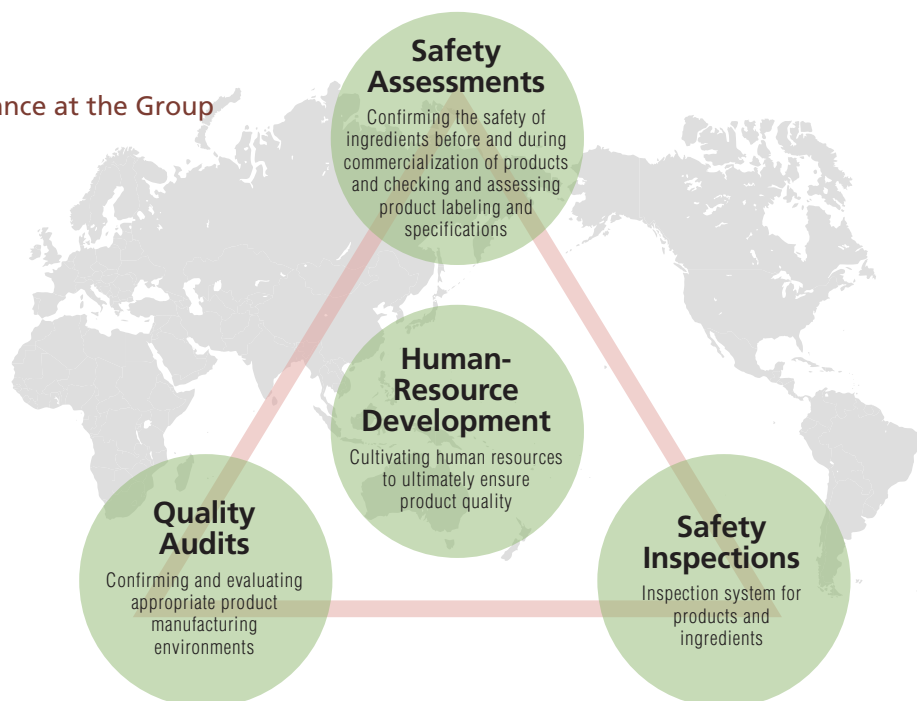 ance at the Group
Safety
Assessments
Confirming the safety of
ingredients before and during
commercialization of products
and checking and assessing
product labeling and
specifications
Human-
Resource
Development
Cultivating human resources
to ultimately ensure
product quality
Quality
Audits
Confirming and evaluating
appropriate product
manufacturing
environments
Safety
Inspections
Inspection system for
products and
ingredients